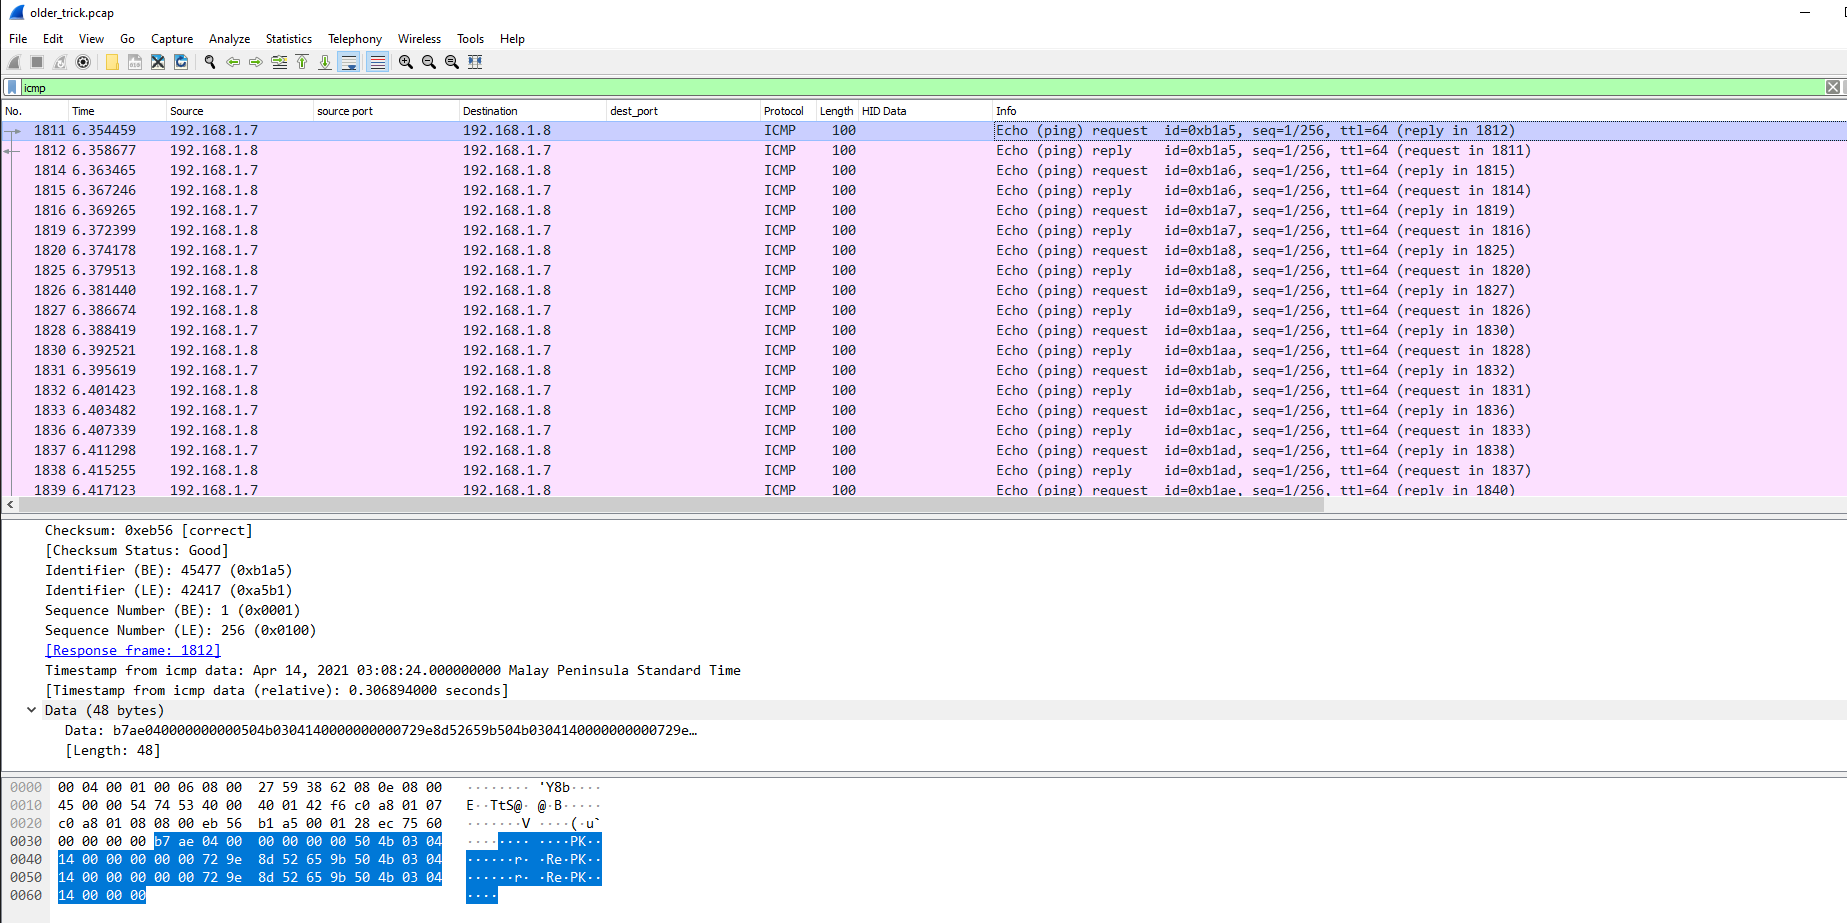 older_trick.pcap
File Edit View Go Capture Analyze Statistics Telephony Wireless Tools Help
icmp
No. Time Source source port Destination dest_port Protocol Length HID Data Info
1811 6.354459 192.168.1.7 192.168.1.8 ICMP 100 Echo (ping) request id=0xb1a5, seq=1/256, ttl=64 (reply in 1812)
1812 6.358677 192.168.1.8 192.168.1.7 ICMP 100 Echo (ping) reply id=0xb1a5, seq=1/256, ttl=64 (request in 1811)
1814 6.363465 192.168.1.7 192.168.1.8 ICMP 100 Echo (ping) request id=0xb1a6, seq=1/256, ttl=64 (reply in 1815)
1815 6.367246 192.168.1.8 192.168.1.7 ICMP 100 Echo (ping) reply id=0xb1a6, seq=1/256, ttl=64 (request in 1814)
1816 6.369265 192.168.1.7 192.168.1.8 ICMP 100 Echo (ping) request id=0xb1a7, seq=1/256, ttl=64 (reply in 1819)
1819 6.372399 192.168.1.8 192.168.1.7 ICMP 100 Echo (ping) reply id=0xb1a7, seq=1/256, ttl=64 (request in 1816)
1820 6.374178 192.168.1.7 192.168.1.8 ICMP 100 Echo (ping) request id=0xb1a8, seq=1/256, ttl=64 (reply in 1825)
1825 6.379513 192.168.1.8 192.168.1.7 ICMP 100 Echo (ping) reply id=0xb1a8, seq=1/256, ttl=64 (request in 1820)
1826 6.381440 192.168.1.7 192.168.1.8 ICMP 100 Echo (ping) request id=0xb1a9, seq=1/256, ttl=64 (reply in 1827)
1827 6.386674 192.168.1.8 192.168.1.7 ICMP 100 Echo (ping) reply id=0xb1a9, seq=1/256, ttl=64 (request in 1826)
1828 6.388419 192.168.1.7 192.168.1.8 ICMP 100 Echo (ping) request id=0xb1aa, seq=1/256, ttl=64 (reply in 1830)
1830 6.392521 192.168.1.8 192.168.1.7 ICMP 100 Echo (ping) reply id=0xb1aa, seq=1/256, ttl=64 (request in 1828)
1831 6.395619 192.168.1.7 192.168.1.8 ICMP 100 Echo (ping) request id=0xb1ab, seq=1/256, ttl=64 (reply in 1832)
1832 6.401423 192.168.1.8 192.168.1.7 ICMP 100 Echo (ping) reply id=0xb1ab, seq=1/256, ttl=64 (request in 1831)
1833 6.403482 192.168.1.7 192.168.1.8 ICMP 100 Echo (ping) request id=0xb1ac, seq=1/256, ttl=64 (reply in 1836)
1836 6.407339 192.168.1.8 192.168.1.7 ICMP 100 Echo (ping) reply id=0xb1ac, seq=1/256, ttl=64 (request in 1833)
1837 6.411298 192.168.1.7 192.168.1.8 ICMP 100 Echo (ping) request id=0xb1ad, seq=1/256, ttl=64 (reply in 1838)
1838 6.415255 192.168.1.8 192.168.1.7 ICMP 100 Echo (ping) reply id=0xb1ad, seq=1/256, ttl=64 (request in 1837)
1839 6.417123 192.168.1.7 192.168.1.8 ICMP 100 Echo (ping) request id=0xb1ae, seq=1/256, ttl=64 (reply in 1840)
Checksum: 0xeb56 [correct]
[Checksum Status: Good]
Identifier (BE): 45477 (0xb1a5)
Identifier (LE): 42417 (0xa5b1)
Sequence Number (BE): 1 (0x0001)
Sequence Number (LE): 256 (0x0100)
[Response frame: 1812]
Timestamp from icmp data: Apr 14, 2021 03:08:24.000000000 Malay Peninsula Standard Time
[Timestamp from icmp data (relative): 0.306894000 seconds]
Data (48 bytes)
Data: b7ae040000000000504b0304140000000000729e8d52659b504b0304140000000000729e…
[Length: 48]
0000 00 04 00 01 00 06 08 00 27 59 38 62 08 0e 08 00 ········ 'Y8b····
0010 45 00 00 54 74 53 40 00 40 01 42 f6 c0 a8 01 07 E··TtS@· @·B·····
0020 c0 a8 01 08 08 00 eb 56 b1 a5 00 01 28 ec 75 60 ·······V ····(·u`
0030 00 00 00 00 b7 ae 04 00 00 00 00 00 50 4b 03 04 ········ ····PK··
0040 14 00 00 00 00 00 72 9e 8d 52 65 9b 50 4b 03 04 ······r· ·Re·PK··
0050 14 00 00 00 00 00 72 9e 8d 52 65 9b 50 4b 03 04 ······r· ·Re·PK··
0060 14 00 00 00 ····